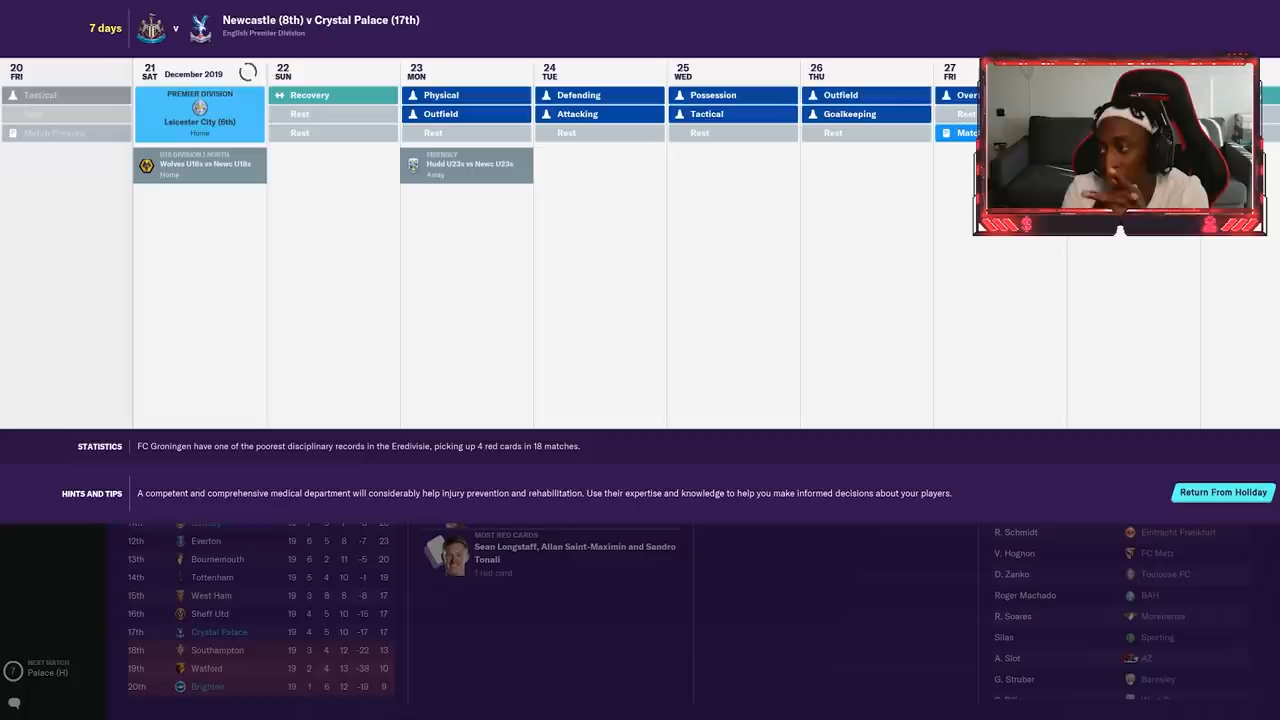 7 days
v
Newcastle (8th) v Crystal Palace (17th)
English Premier Division
20
FRI
21
SAT
December 2019
22
SUN
23
MON
24
TUE
25
WED
26
THU
27
FRI
Tactical
Rest
Match Preview
PREMIER DIVISION
Leicester City (6th)
Home
Recovery
Rest
Rest
Physical
Outfield
Rest
Defending
Attacking
Rest
Possession
Tactical
Rest
Outfield
Goalkeeping
Rest
Over
Rest
Matc
U18 DIVISION 1 NORTH
Wolves U18s vs Newc U18s
Home
FRIENDLY
Hudd U23s vs Newc U23s
Away
STATISTICS
FC Groningen have one of the poorest disciplinary records in the Eredivisie, picking up 4 red cards in 18 matches.
HINTS AND TIPS
A competent and comprehensive medical department will considerably help injury prevention and rehabilitation. Use their expertise and knowledge to help you make informed decisions about your players.
Return From Holiday
12th Everton 19 6 5 8 -7 23
13th Bournemouth 19 6 2 11 -5 20
14th Tottenham 19 5 4 10 -1 19
15th West Ham 19 3 8 8 -8 17
16th Sheff Utd 19 4 5 10 -15 17
17th Crystal Palace 19 4 5 10 -17 17
18th Southampton 19 3 4 12 -22 13
19th Watford 19 2 4 13 -38 10
20th Brighton 19 1 6 12 -19 9
MOST RED CARDS
Sean Longstaff, Allan Saint-Maximin and Sandro
Tonali
1 red card
R. Schmidt Eintracht Frankfurt
V. Hognon FC Metz
D. Zanko Toulouse FC
Roger Machado BAH
R. Soares Moreirense
Silas Sporting
A. Slot AZ
G. Struber Barnsley
7
NEXT MATCH
Palace (H)